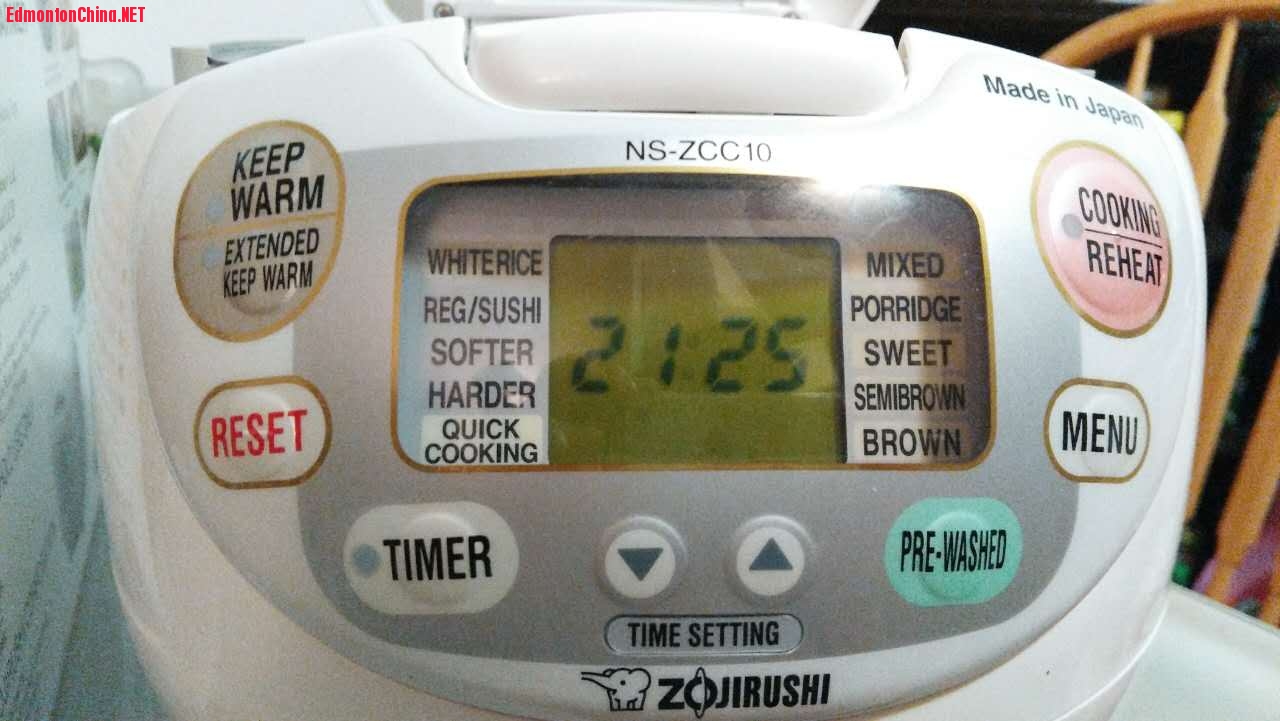 EdmontonChina.NET
Made in Japan
NS-ZCC10
KEEP
WARM
EXTENDED
KEEP WARM
COOKING
REHEAT
WHITE RICE
REG/SUSHI
SOFTER
HARDER
QUICK
COOKING
21:25
MIXED
PORRIDGE
SWEET
SEMIBROWN
BROWN
RESET
MENU
TIMER
PRE-WASHED
TIME SETTING
ZOJIRUSHI